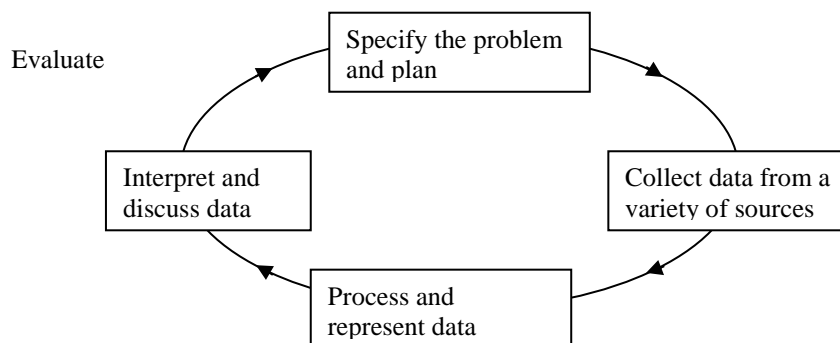 Evaluate
Specify the problem
and plan
Collect data from a
variety of sources
Process and
represent data
Interpret and
discuss data